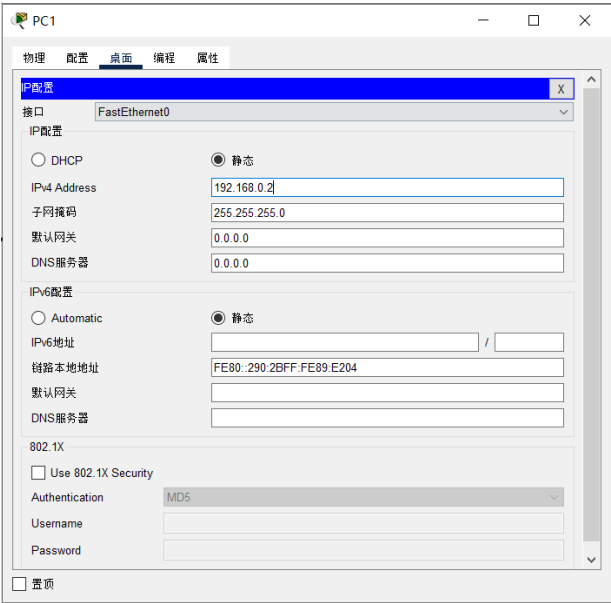 PC1
物理 配置 桌面 编程 属性
IP配置 X
接口 FastEthernet0
IP配置
DHCP 静态
IPv4 Address 192.168.0.2
子网掩码 255.255.255.0
默认网关 0.0.0.0
DNS服务器 0.0.0.0
IPv6配置
Automatic 静态
IPv6地址 /
链路本地地址 FE80::290:2BFF:FE89:E204
默认网关
DNS服务器
802.1X
Use 802.1X Security
Authentication MD5
Username
Password
置顶